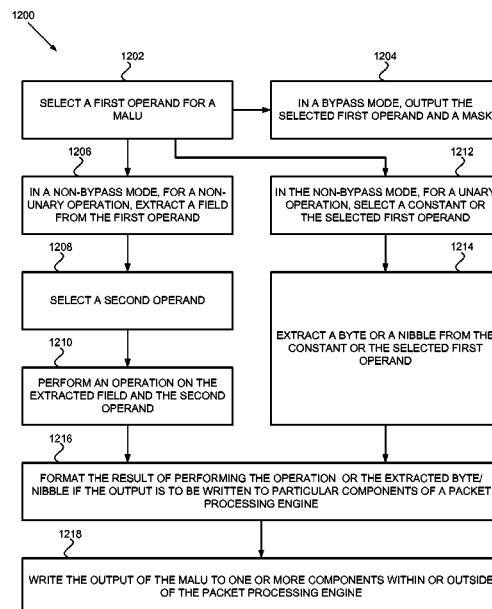 1200
1202
SELECT A FIRST OPERAND FOR A
MALU
1204
IN A BYPASS MODE, OUTPUT THE
SELECTED FIRST OPERAND AND A MASK
1206
IN A NON-BYPASS MODE, FOR A NON-
UNARY OPERATION, EXTRACT A FIELD
FROM THE FIRST OPERAND
1212
IN THE NON-BYPASS MODE, FOR A UNARY
OPERATION, SELECT A CONSTANT OR
THE SELECTED FIRST OPERAND
1208
SELECT A SECOND OPERAND
1214
EXTRACT A BYTE OR A NIBBLE FROM THE
CONSTANT OR THE SELECTED FIRST
OPERAND
1210
PERFORM AN OPERATION ON THE
EXTRACTED FIELD AND THE SECOND
OPERAND
1216
FORMAT THE RESULT OF PERFORMING THE OPERATION OR THE EXTRACTED BYTE/
NIBBLE IF THE OUTPUT IS TO BE WRITTEN TO PARTICULAR COMPONENTS OF A PACKET
PROCESSING ENGINE
1218
WRITE THE OUTPUT OF THE MALU TO ONE OR MORE COMPONENTS WITHIN OR OUTSIDE
OF THE PACKET PROCESSING ENGINE